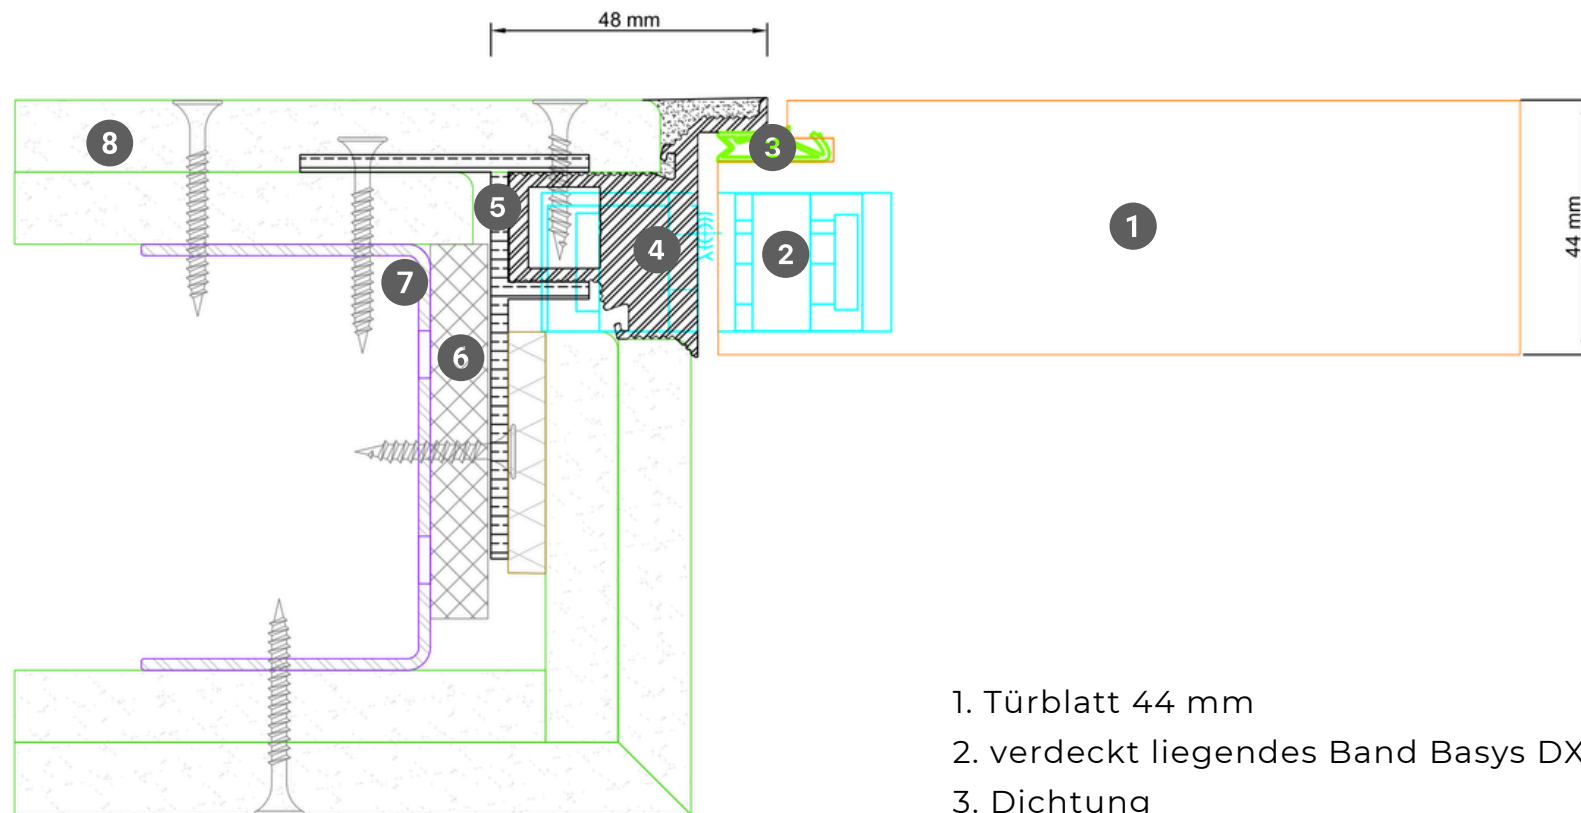 48 mm
8
3
1
5
4
2
7
6
44 mm
1. Türblatt 44 mm
2. verdeckt liegendes Band Basys DX
3. Dichtung